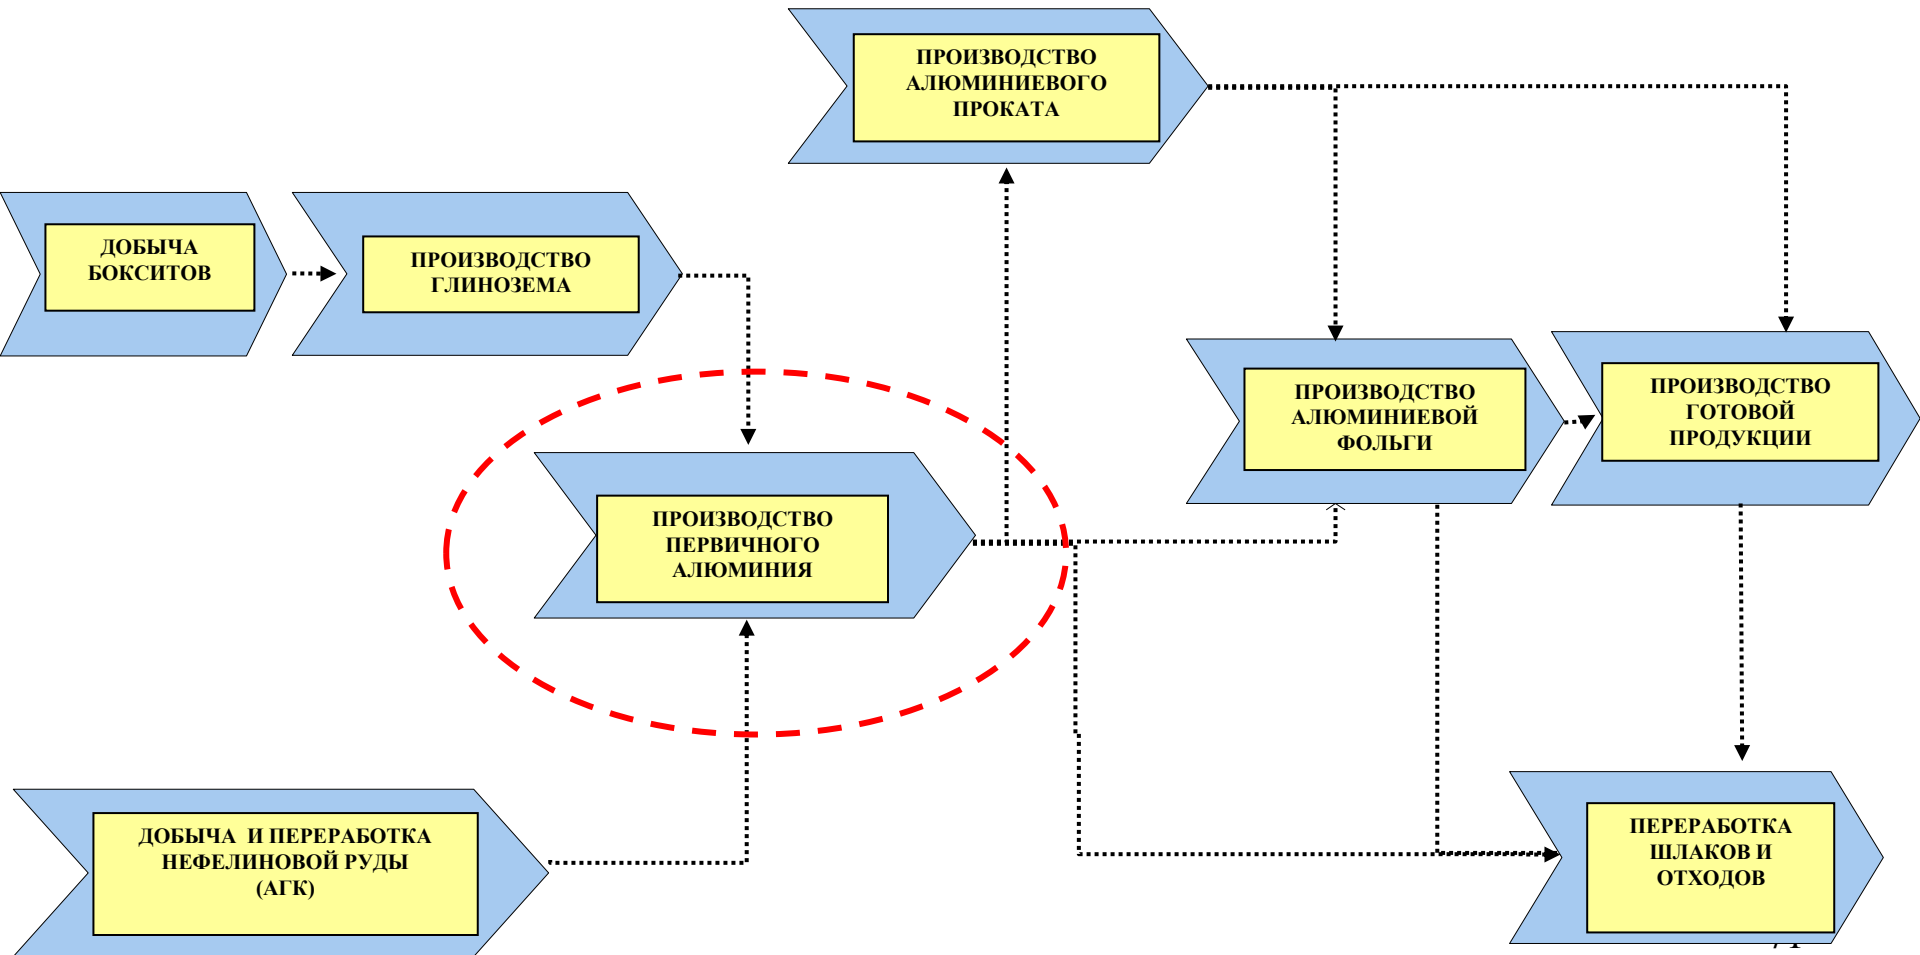 ПРОИЗВОДСТВО
АЛЮМИНИЕВОГО
ПРОКАТА
ДОБЫЧА
БОКСИТОВ
ПРОИЗВОДСТВО
ГЛИНОЗЕМА
ПРОИЗВОДСТВО
АЛЮМИНИЕВОЙ
ФОЛЬГИ
ПРОИЗВОДСТВО
ГОТОВОЙ
ПРОДУКЦИИ
ПРОИЗВОДСТВО
ПЕРВИЧНОГО
АЛЮМИНИЯ
ДОБЫЧА И ПЕРЕРАБОТКА
НЕФЕЛИНОВОЙ РУДЫ
(АГК)
ПЕРЕРАБОТКА
ШЛАКОВ И
ОТХОДОВ